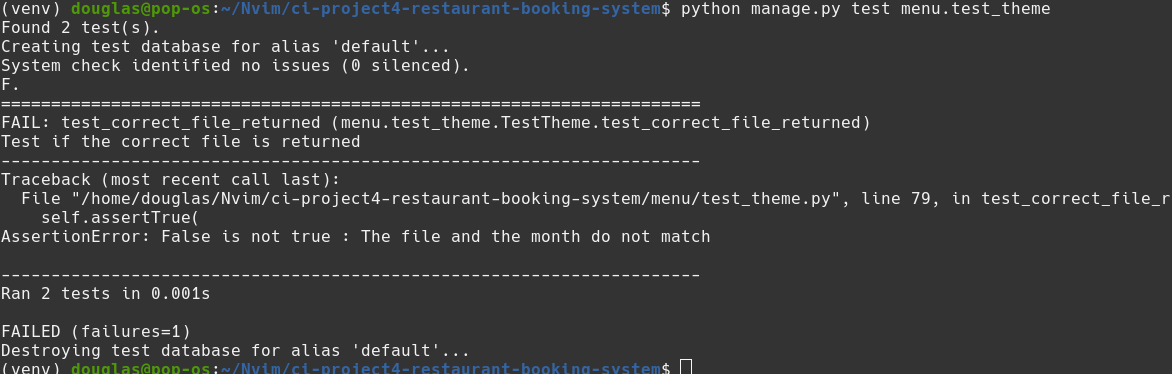 (venv) douglas@pop-os:~/Nvim/ci-project4-restaurant-booking-system$ python manage.py test menu.test_theme
Found 2 test(s).
Creating test database for alias 'default'...
System check identified no issues (0 silenced).
F.
======================================================================
FAIL: test_correct_file_returned (menu.test_theme.TestTheme.test_correct_file_returned)
Test if the correct file is returned
----------------------------------------------------------------------
Traceback (most recent call last):
  File "/home/douglas/Nvim/ci-project4-restaurant-booking-system/menu/test_theme.py", line 79, in test_correct_file_r
    self.assertTrue(
AssertionError: False is not true : The file and the month do not match

----------------------------------------------------------------------
Ran 2 tests in 0.001s

FAILED (failures=1)
Destroying test database for alias 'default'...
(venv) douglas@pop-os:~/Nvim/ci-project4-restaurant-booking-system$